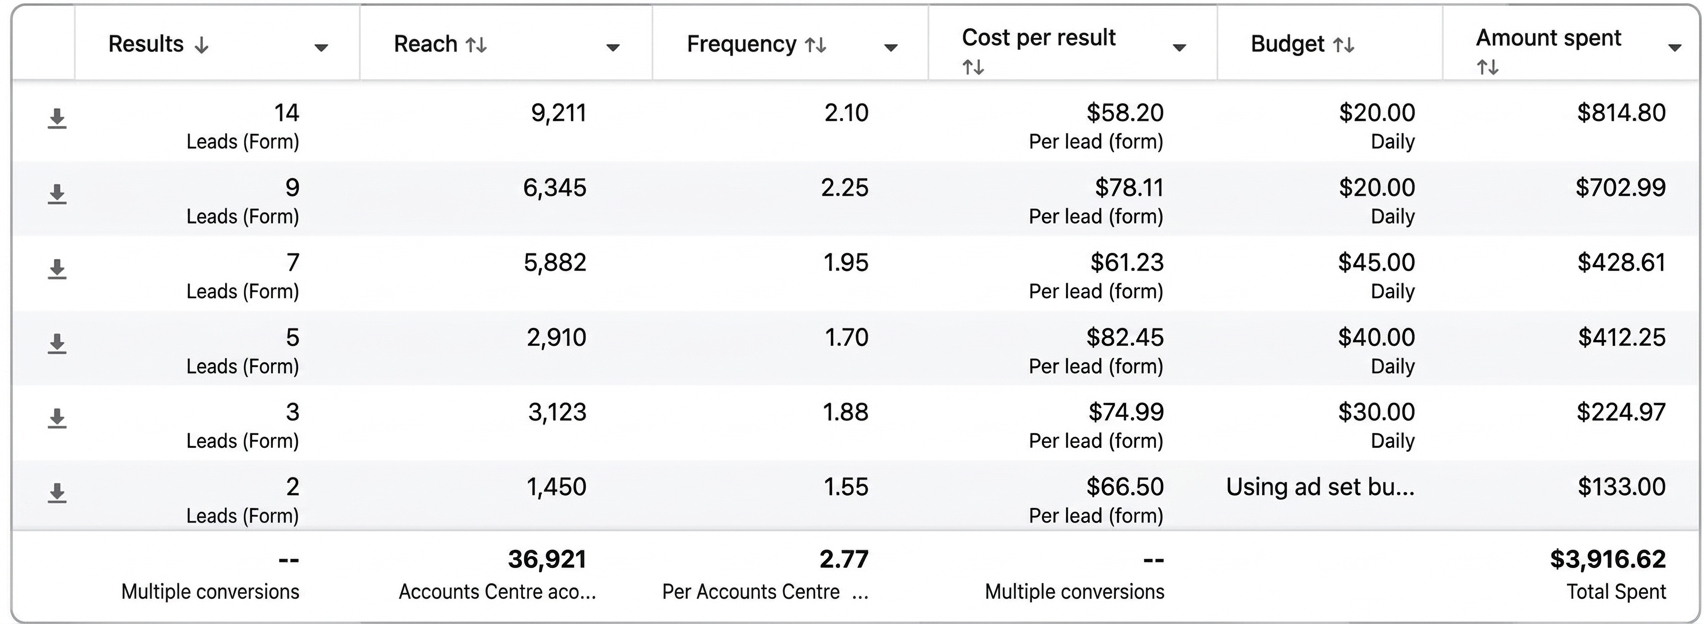 Results ↓ Reach ↑↓ Frequency ↑↓ Cost per result ↑↓ Budget ↑↓ Amount spent ↑↓
14 9,211 2.10 $58.20 $20.00 $814.80
Leads (Form) Per lead (form) Daily
9 6,345 2.25 $78.11 $20.00 $702.99
Leads (Form) Per lead (form) Daily
7 5,882 1.95 $61.23 $45.00 $428.61
Leads (Form) Per lead (form) Daily
5 2,910 1.70 $82.45 $40.00 $412.25
Leads (Form) Per lead (form) Daily
3 3,123 1.88 $74.99 $30.00 $224.97
Leads (Form) Per lead (form) Daily
2 1,450 1.55 $66.50 Using ad set bu... $133.00
Leads (Form) Per lead (form)
-- 36,921 2.77 -- $3,916.62
Multiple conversions Accounts Centre aco... Per Accounts Centre ... Multiple conversions Total Spent